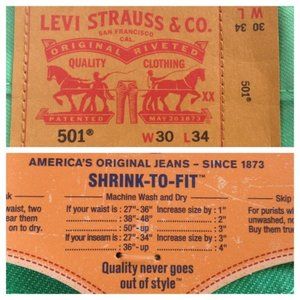 LEVI STRAUSS & CO.
SAN FRANCISCO
CAL.
ORIGINAL RIVETED
QUALITY CLOTHING
XX
PATENTED MAY 20 1873
501® W30 L34
W L
30 34
501®
AMERICA'S ORIGINAL JEANS - SINCE 1873
SHRINK-TO-FIT™
Machine Wash and Dry
Skip
waist, two
ear them
on to dry.
If your waist is : 27"-36" Increase size by : 1"
38"-48" 2"
50"-up 3"
If your inseam is : 27"-34" Increase size by : 3"
36"-up 4"
For purists wh
unwashed, no
Buy them true
Quality never goes
out of style™